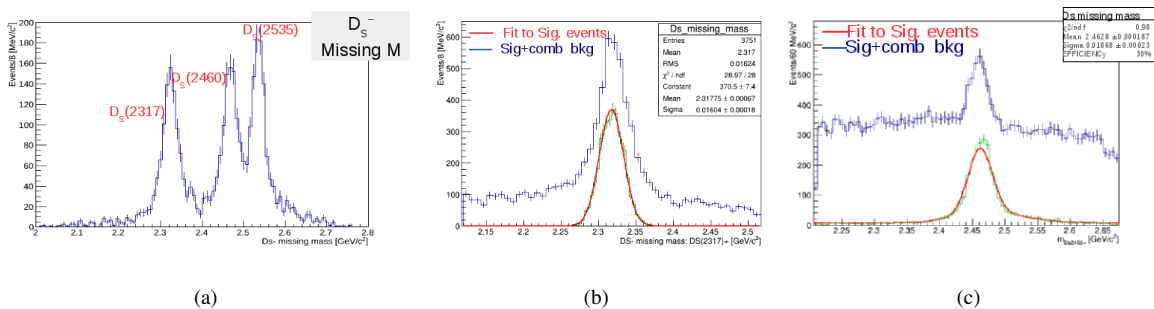 D_s^-
Missing M
D_s(2535)
D_s(2460)
D_s(2317)
Events/8 [MeV/c²]
200
180
160
140
120
100
80
60
40
20
0
2 2.1 2.2 2.3 2.4 2.5 2.6 2.7 2.8
Ds- missing mass [GeV/c²]
(a)
Fit to Sig. events
Sig+comb bkg
Ds_missing_mass
Entries 3751
Mean 2.317
RMS 0.01624
χ² / ndf 28.97 / 28
Constant 370.5 ± 7.4
Mean 2.31775 ± 0.00067
Sigma 0.01604 ± 0.00018
Events/8 [MeV/c²]
600
500
400
300
200
100
0
2.15 2.2 2.25 2.3 2.35 2.4 2.45 2.5
DS- missing mass: DS(2317)+ [GeV/c²]
(b)
Fit to Sig. events
Sig+comb bkg
Ds missing mass
χ2/ndf 0.98
Mean 2.4628 ±0.000187
Sigma 0.01868 ±0.00023
EFFICIENCy 30%
Events/60 MeV/c²]
600
500
400
300
200
100
0
2.25 2.3 2.35 2.4 2.45 2.5 2.55 2.6 2.65
[GeV/c²]
(c)